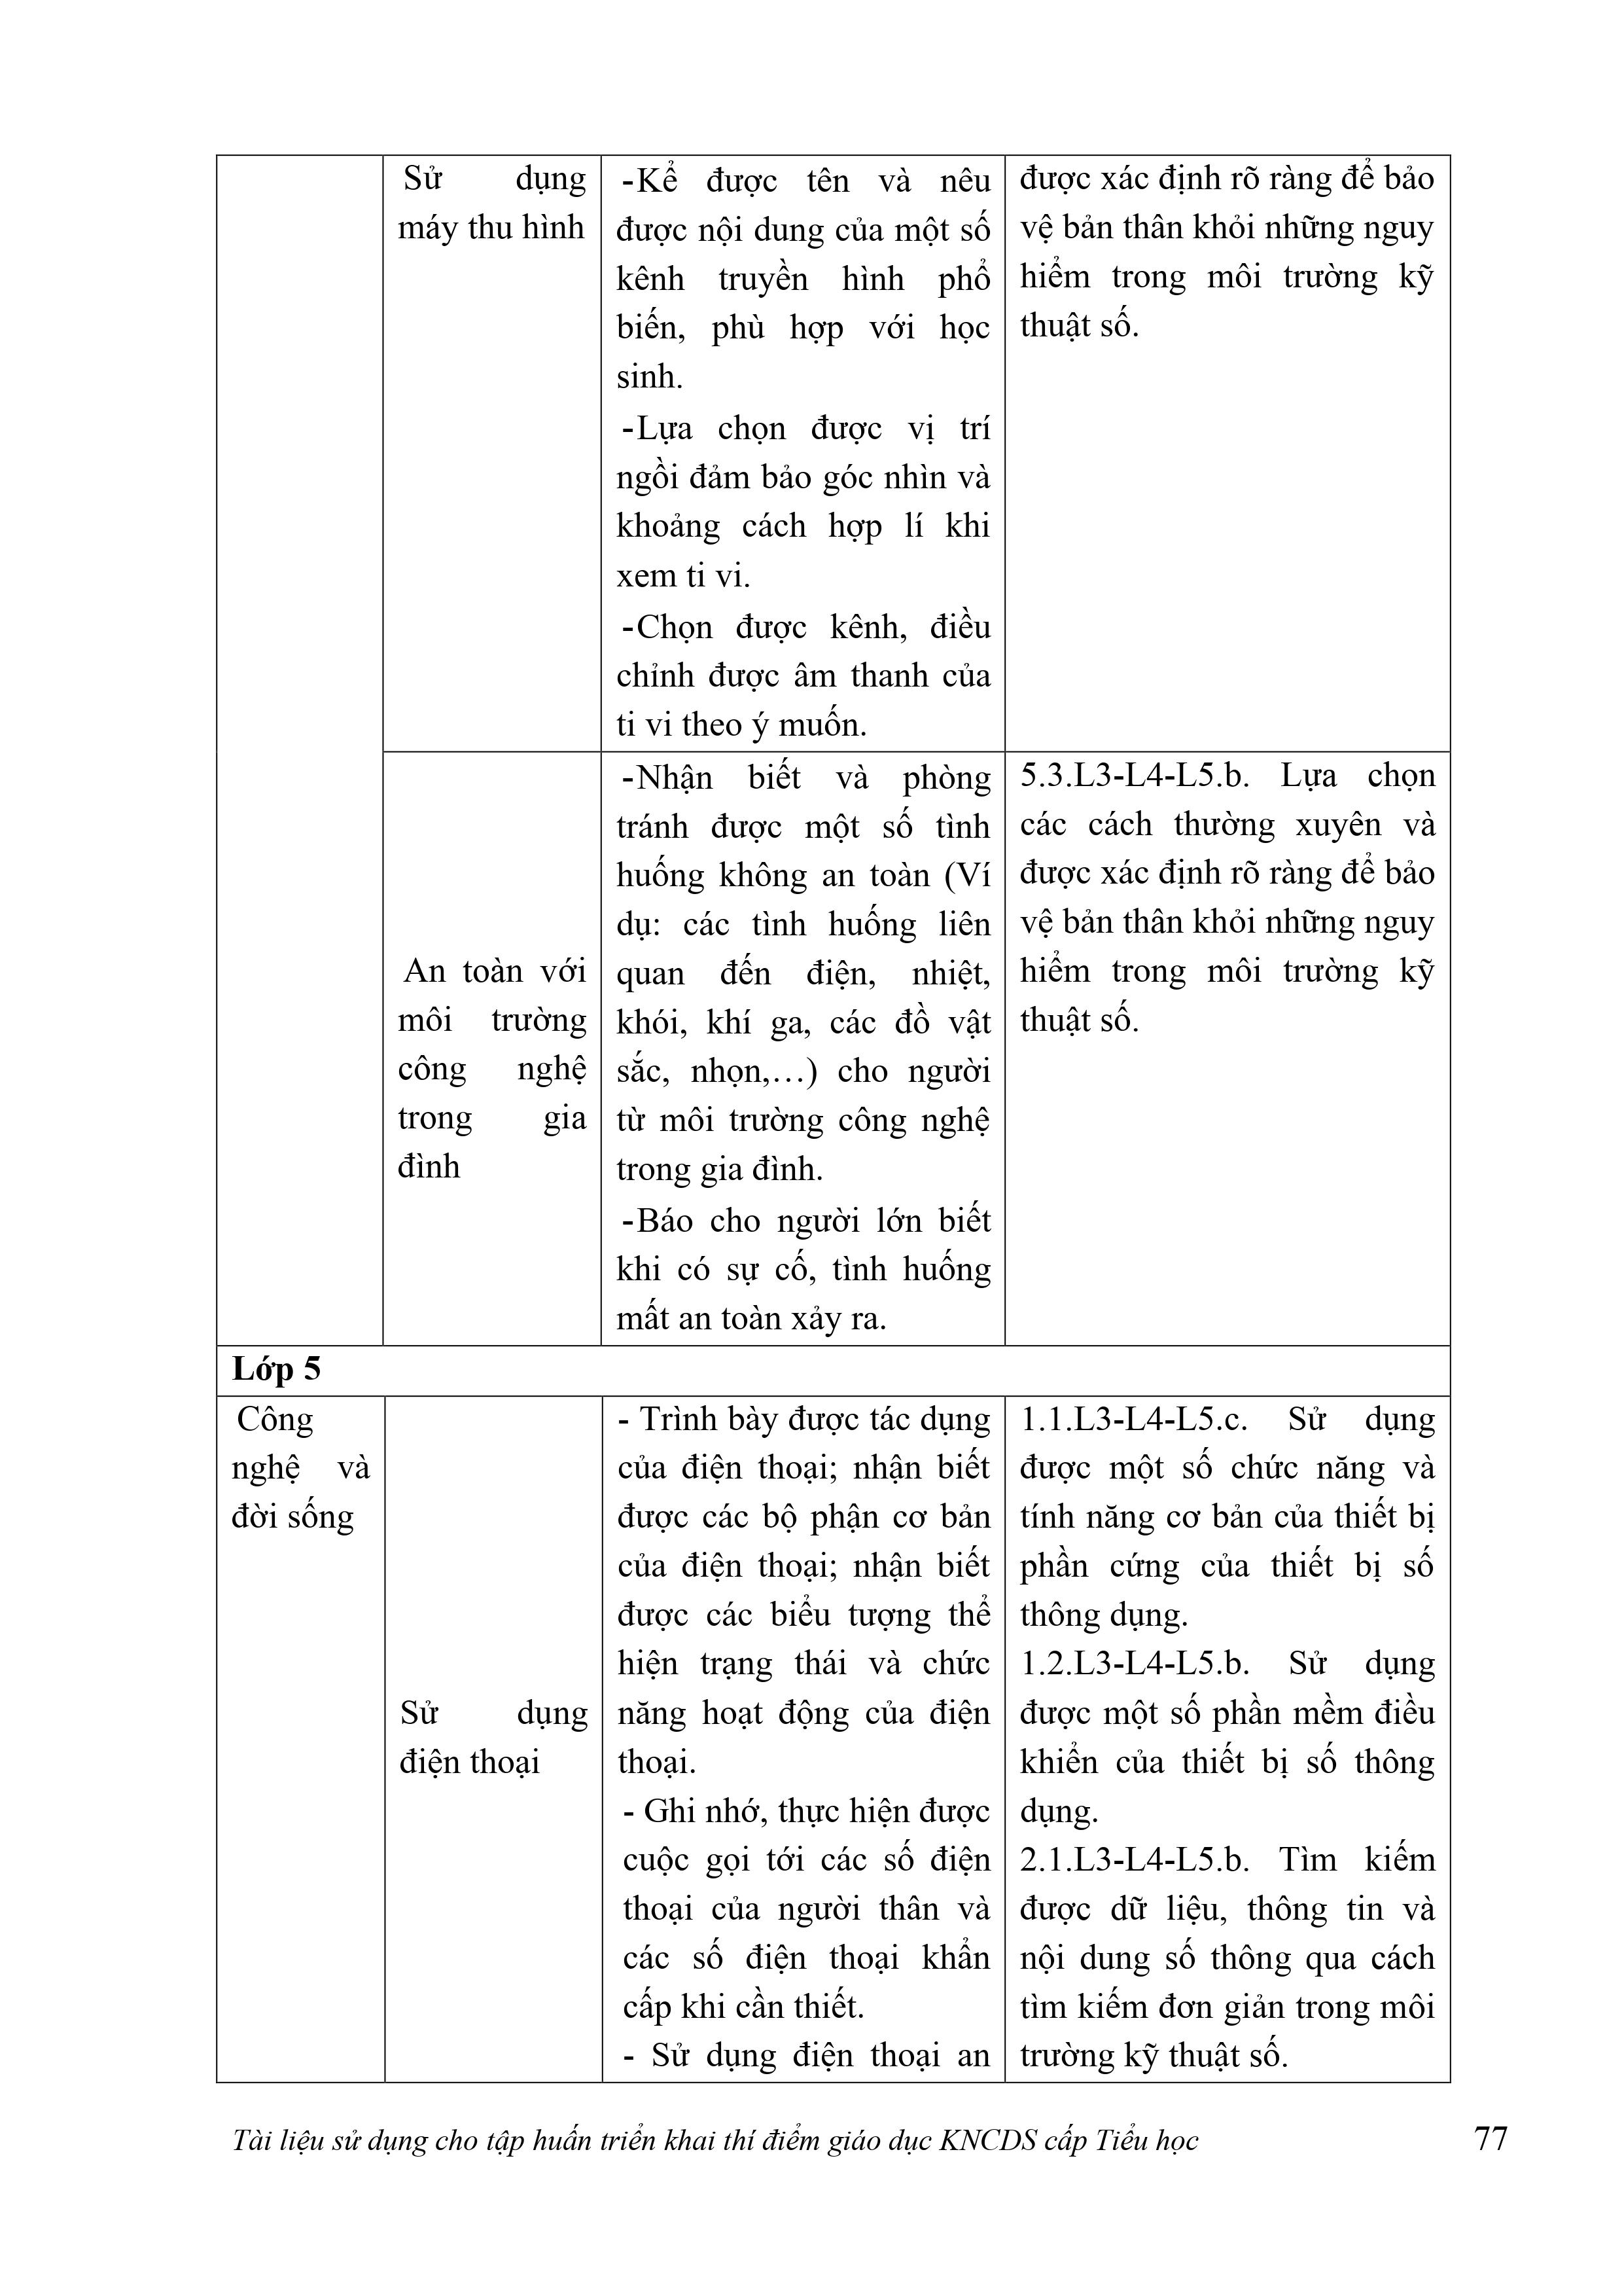 Sử dụng
máy thu hình
-Kể được tên và nêu
được nội dung của một số
kênh truyền hình phổ
biến, phù hợp với học
sinh.
-Lựa chọn được vị trí
ngồi đảm bảo góc nhìn và
khoảng cách hợp lí khi
xem ti vi.
-Chọn được kênh, điều
chỉnh được âm thanh của
ti vi theo ý muốn.
được xác định rõ ràng để bảo
vệ bản thân khỏi những nguy
hiểm trong môi trường kỹ
thuật số.
An toàn với
môi trường
công nghệ
trong gia
đình
-Nhận biết và phòng
tránh được một số tình
huống không an toàn (Ví
dụ: các tình huống liên
quan đến điện, nhiệt,
khói, khí ga, các đồ vật
sắc, nhọn,…) cho người
từ môi trường công nghệ
trong gia đình.
-Báo cho người lớn biết
khi có sự cố, tình huống
mất an toàn xảy ra.
5.3.L3-L4-L5.b. Lựa chọn
các cách thường xuyên và
được xác định rõ ràng để bảo
vệ bản thân khỏi những nguy
hiểm trong môi trường kỹ
thuật số.
Lớp 5
Công
nghệ và
đời sống
Sử dụng
điện thoại
- Trình bày được tác dụng
của điện thoại; nhận biết
được các bộ phận cơ bản
của điện thoại; nhận biết
được các biểu tượng thể
hiện trạng thái và chức
năng hoạt động của điện
thoại.
- Ghi nhớ, thực hiện được
cuộc gọi tới các số điện
thoại của người thân và
các số điện thoại khẩn
cấp khi cần thiết.
- Sử dụng điện thoại an
1.1.L3-L4-L5.c. Sử dụng
được một số chức năng và
tính năng cơ bản của thiết bị
phần cứng của thiết bị số
thông dụng.
1.2.L3-L4-L5.b. Sử dụng
được một số phần mềm điều
khiển của thiết bị số thông
dụng.
2.1.L3-L4-L5.b. Tìm kiếm
được dữ liệu, thông tin và
nội dung số thông qua cách
tìm kiếm đơn giản trong môi
trường kỹ thuật số.
Tài liệu sử dụng cho tập huấn triển khai thí điểm giáo dục KNCDS cấp Tiểu học 77